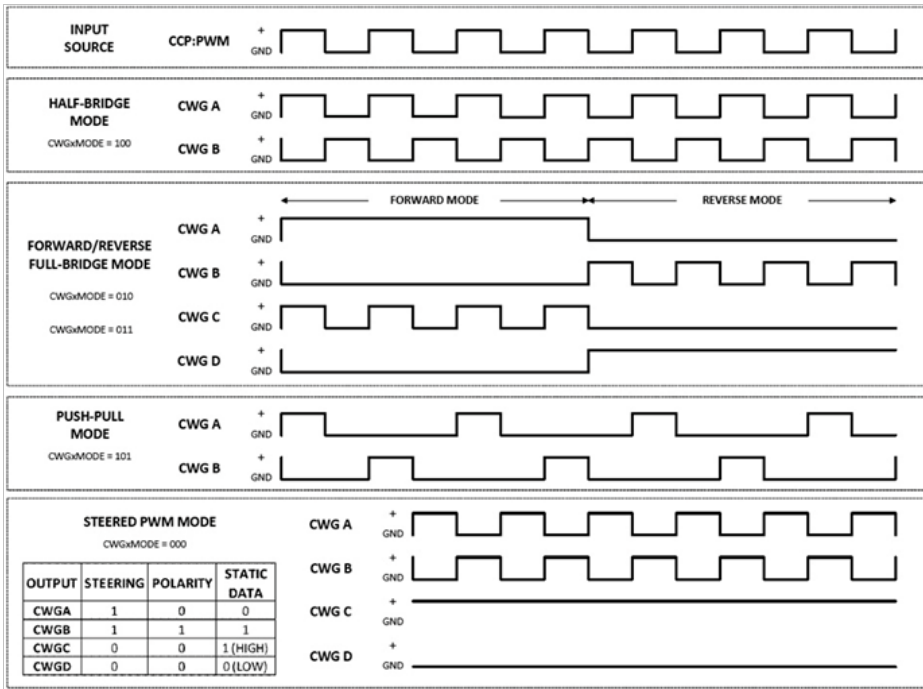 INPUT SOURCE
CCP:PWM
+
GND
HALF-BRIDGE MODE
CWGxMODE = 100
CWG A
+
GND
CWG B
+
GND
FORWARD MODE
REVERSE MODE
FORWARD/REVERSE FULL-BRIDGE MODE
CWGxMODE = 010
CWGxMODE = 011
CWG A
+
GND
CWG B
+
GND
CWG C
+
GND
CWG D
+
GND
PUSH-PULL MODE
CWGxMODE = 101
CWG A
+
GND
CWG B
+
GND
STEERED PWM MODE
CWGxMODE = 000
OUTPUT STEERING POLARITY STATIC DATA
CWGA 1 0 0
CWGB 1 1 1
CWGC 0 0 1 (HIGH)
CWGD 0 0 0 (LOW)
CWG A
+
GND
CWG B
+
GND
CWG C
+
GND
CWG D
+
GND